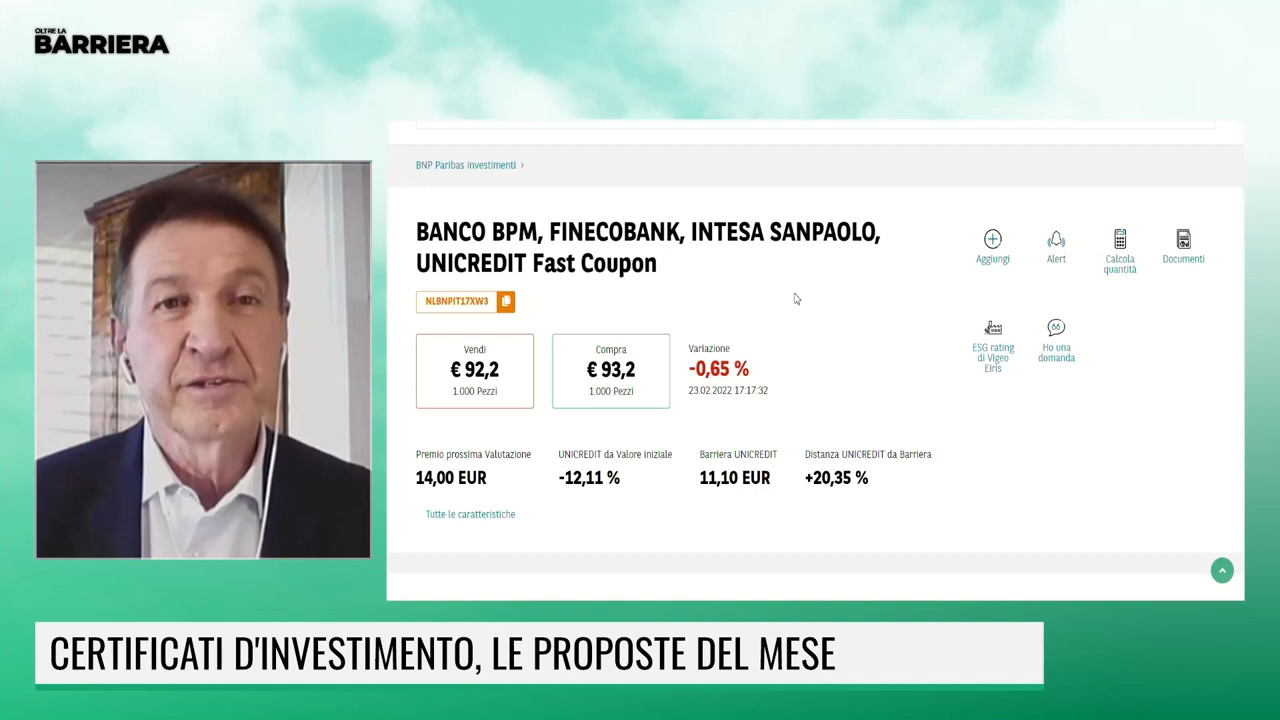 OLTRE LA
BARRIERA
BNP Paribas Investimenti >
BANCO BPM, FINECOBANK, INTESA SANPAOLO,
UNICREDIT Fast Coupon
NLBNPIT17XW3
Aggiungi
Alert
Calcola
quantità
Documenti
ESG rating
di Vigeo
Eiris
Ho una
domanda
Vendi
€ 92,2
1.000 Pezzi
Compra
€ 93,2
1.000 Pezzi
Variazione
-0,65 %
23.02.2022 17:17:32
Premio prossima Valutazione
14,00 EUR
UNICREDIT da Valore Iniziale
-12,11 %
Barriera UNICREDIT
11,10 EUR
Distanza UNICREDIT da Barriera
+20,35 %
Tutte le caratteristiche
CERTIFICATI D'INVESTIMENTO, LE PROPOSTE DEL MESE